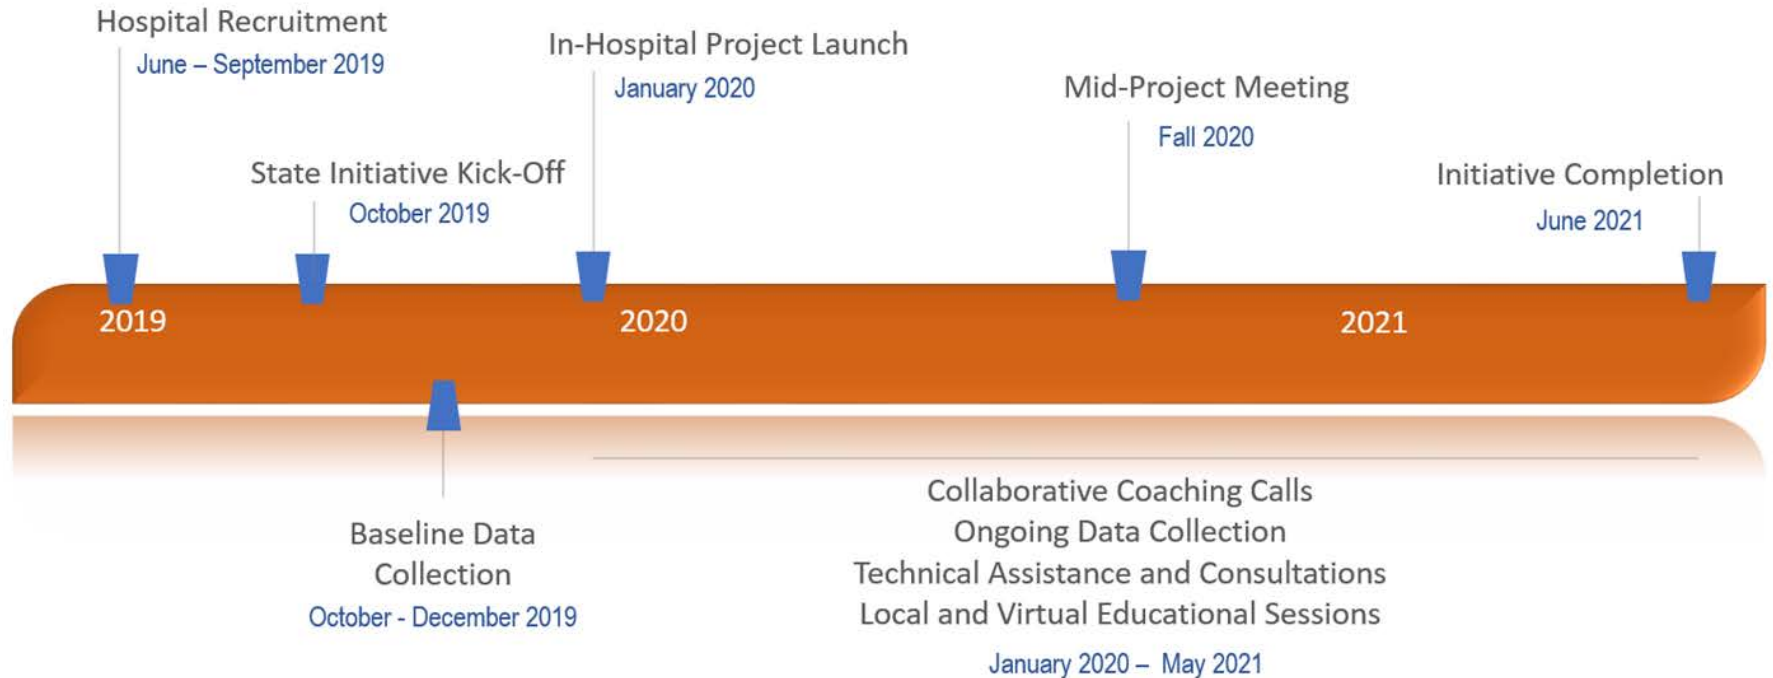 Hospital Recruitment
June – September 2019
In-Hospital Project Launch
January 2020
Mid-Project Meeting
Fall 2020
State Initiative Kick-Off
October 2019
Initiative Completion
June 2021
2019
2020
2021
Baseline Data
Collection
October - December 2019
Collaborative Coaching Calls
Ongoing Data Collection
Technical Assistance and Consultations
Local and Virtual Educational Sessions
January 2020 – May 2021